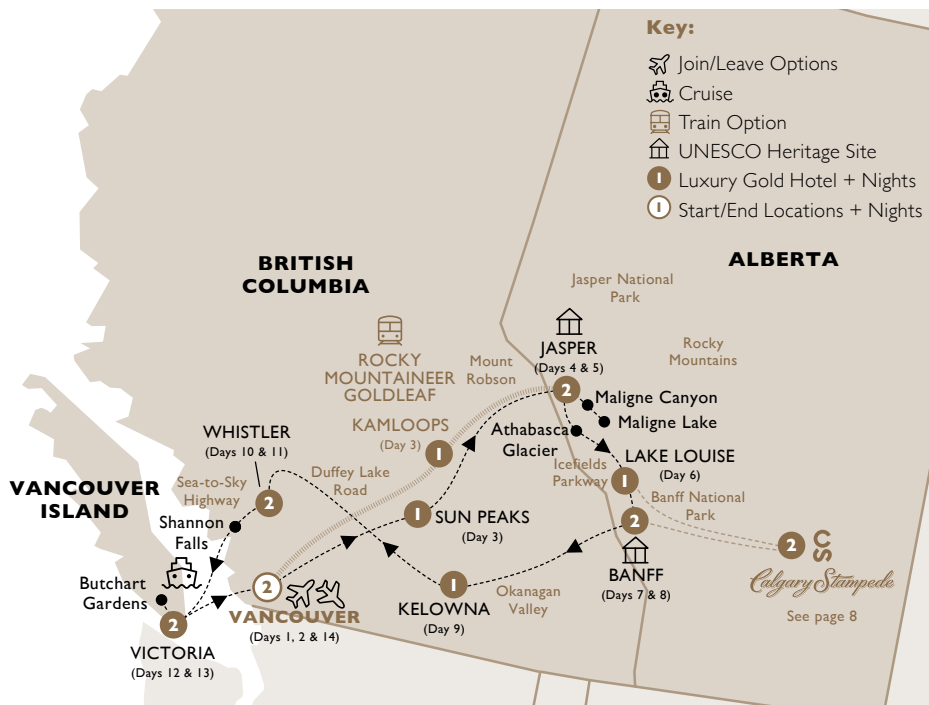 Key:
Join/Leave Options
Cruise
Train Option
UNESCO Heritage Site
1 Luxury Gold Hotel + Nights
1 Start/End Locations + Nights
BRITISH
COLUMBIA
ALBERTA
Jasper National
Park
JASPER
(Days 4 & 5)
Rocky
Mountains
ROCKY
MOUNTAINEER
GOLDLEAF
Mount
Robson
2
Maligne Canyon
Maligne Lake
KAMLOOPS
(Day 3)
1
Athabasca
Glacier
WHISTLER
(Days 10 & 11)
2
Duffey Lake
Road
Icefields
Parkway
LAKE LOUISE
(Day 6)
1
Sea-to-Sky
Highway
VANCOUVER
ISLAND
Banff National
Park
1
SUN PEAKS
(Day 3)
2
Shannon
Falls
2
SC
Calgary Stampede
See page 8
BANFF
(Days 7 & 8)
Butchart
Gardens
2
VANCOUVER
(Days 1, 2 & 14)
1
KELOWNA
(Day 9)
Okanagan
Valley
2
VICTORIA
(Days 12 & 13)